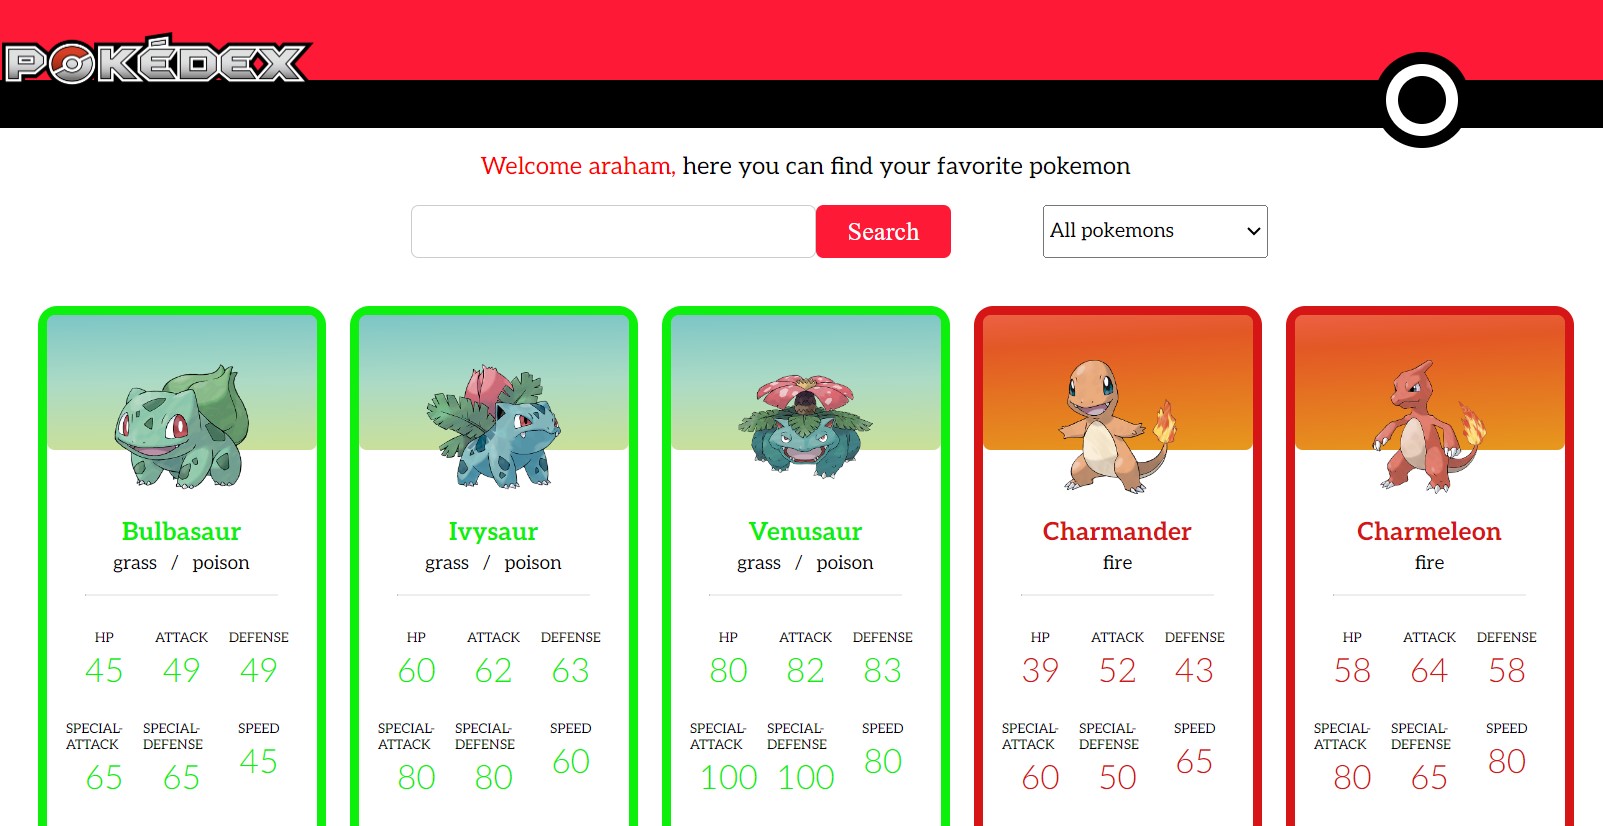 POKÉDEX
Welcome araham, here you can find your favorite pokemon
Search
All pokemons
Bulbasaur
grass / poison
HP ATTACK DEFENSE
45 49 49
SPECIAL-ATTACK SPECIAL-DEFENSE SPEED
65 65 45
Ivysaur
grass / poison
HP ATTACK DEFENSE
60 62 63
SPECIAL-ATTACK SPECIAL-DEFENSE SPEED
80 80 60
Venusaur
grass / poison
HP ATTACK DEFENSE
80 82 83
SPECIAL-ATTACK SPECIAL-DEFENSE SPEED
100 100 80
Charmander
fire
HP ATTACK DEFENSE
39 52 43
SPECIAL-ATTACK SPECIAL-DEFENSE SPEED
60 50 65
Charmeleon
fire
HP ATTACK DEFENSE
58 64 58
SPECIAL-ATTACK SPECIAL-DEFENSE SPEED
80 65 80